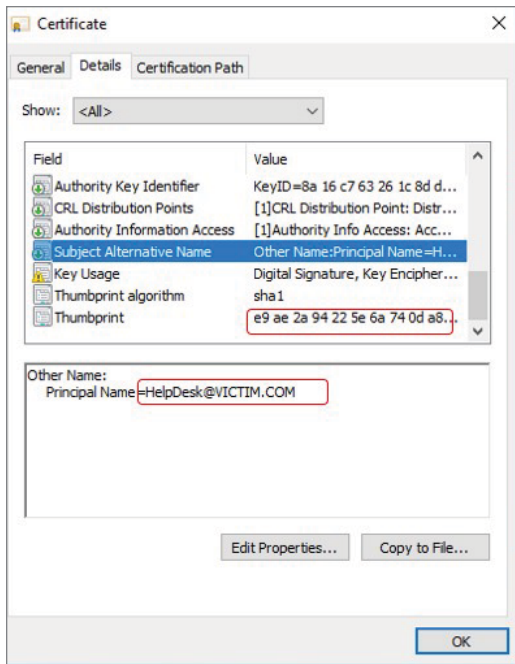 Certificate
General Details Certification Path
Show: <All>
Field Value
Authority Key Identifier KeyID=8a 16 c7 63 26 1c 8d d...
CRL Distribution Points [1]CRL Distribution Point: Distr...
Authority Information Access [1]Authority Info Access: Acc...
Subject Alternative Name Other Name:Principal Name=H...
Key Usage Digital Signature, Key Encipher...
Thumbprint algorithm sha1
Thumbprint e9 ae 2a 94 22 5e 6a 74 0d a8...
Other Name:
Principal Name=HelpDesk@VICTIM.COM
Edit Properties... Copy to File...
OK